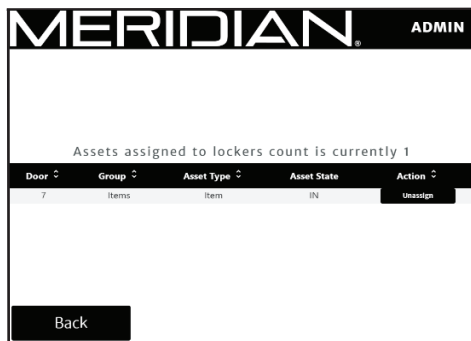 MERIDIAN® ADMIN
Assets assigned to lockers count is currently 1
Door Group Asset Type Asset State Action
7 Items Item IN Unassign
Back